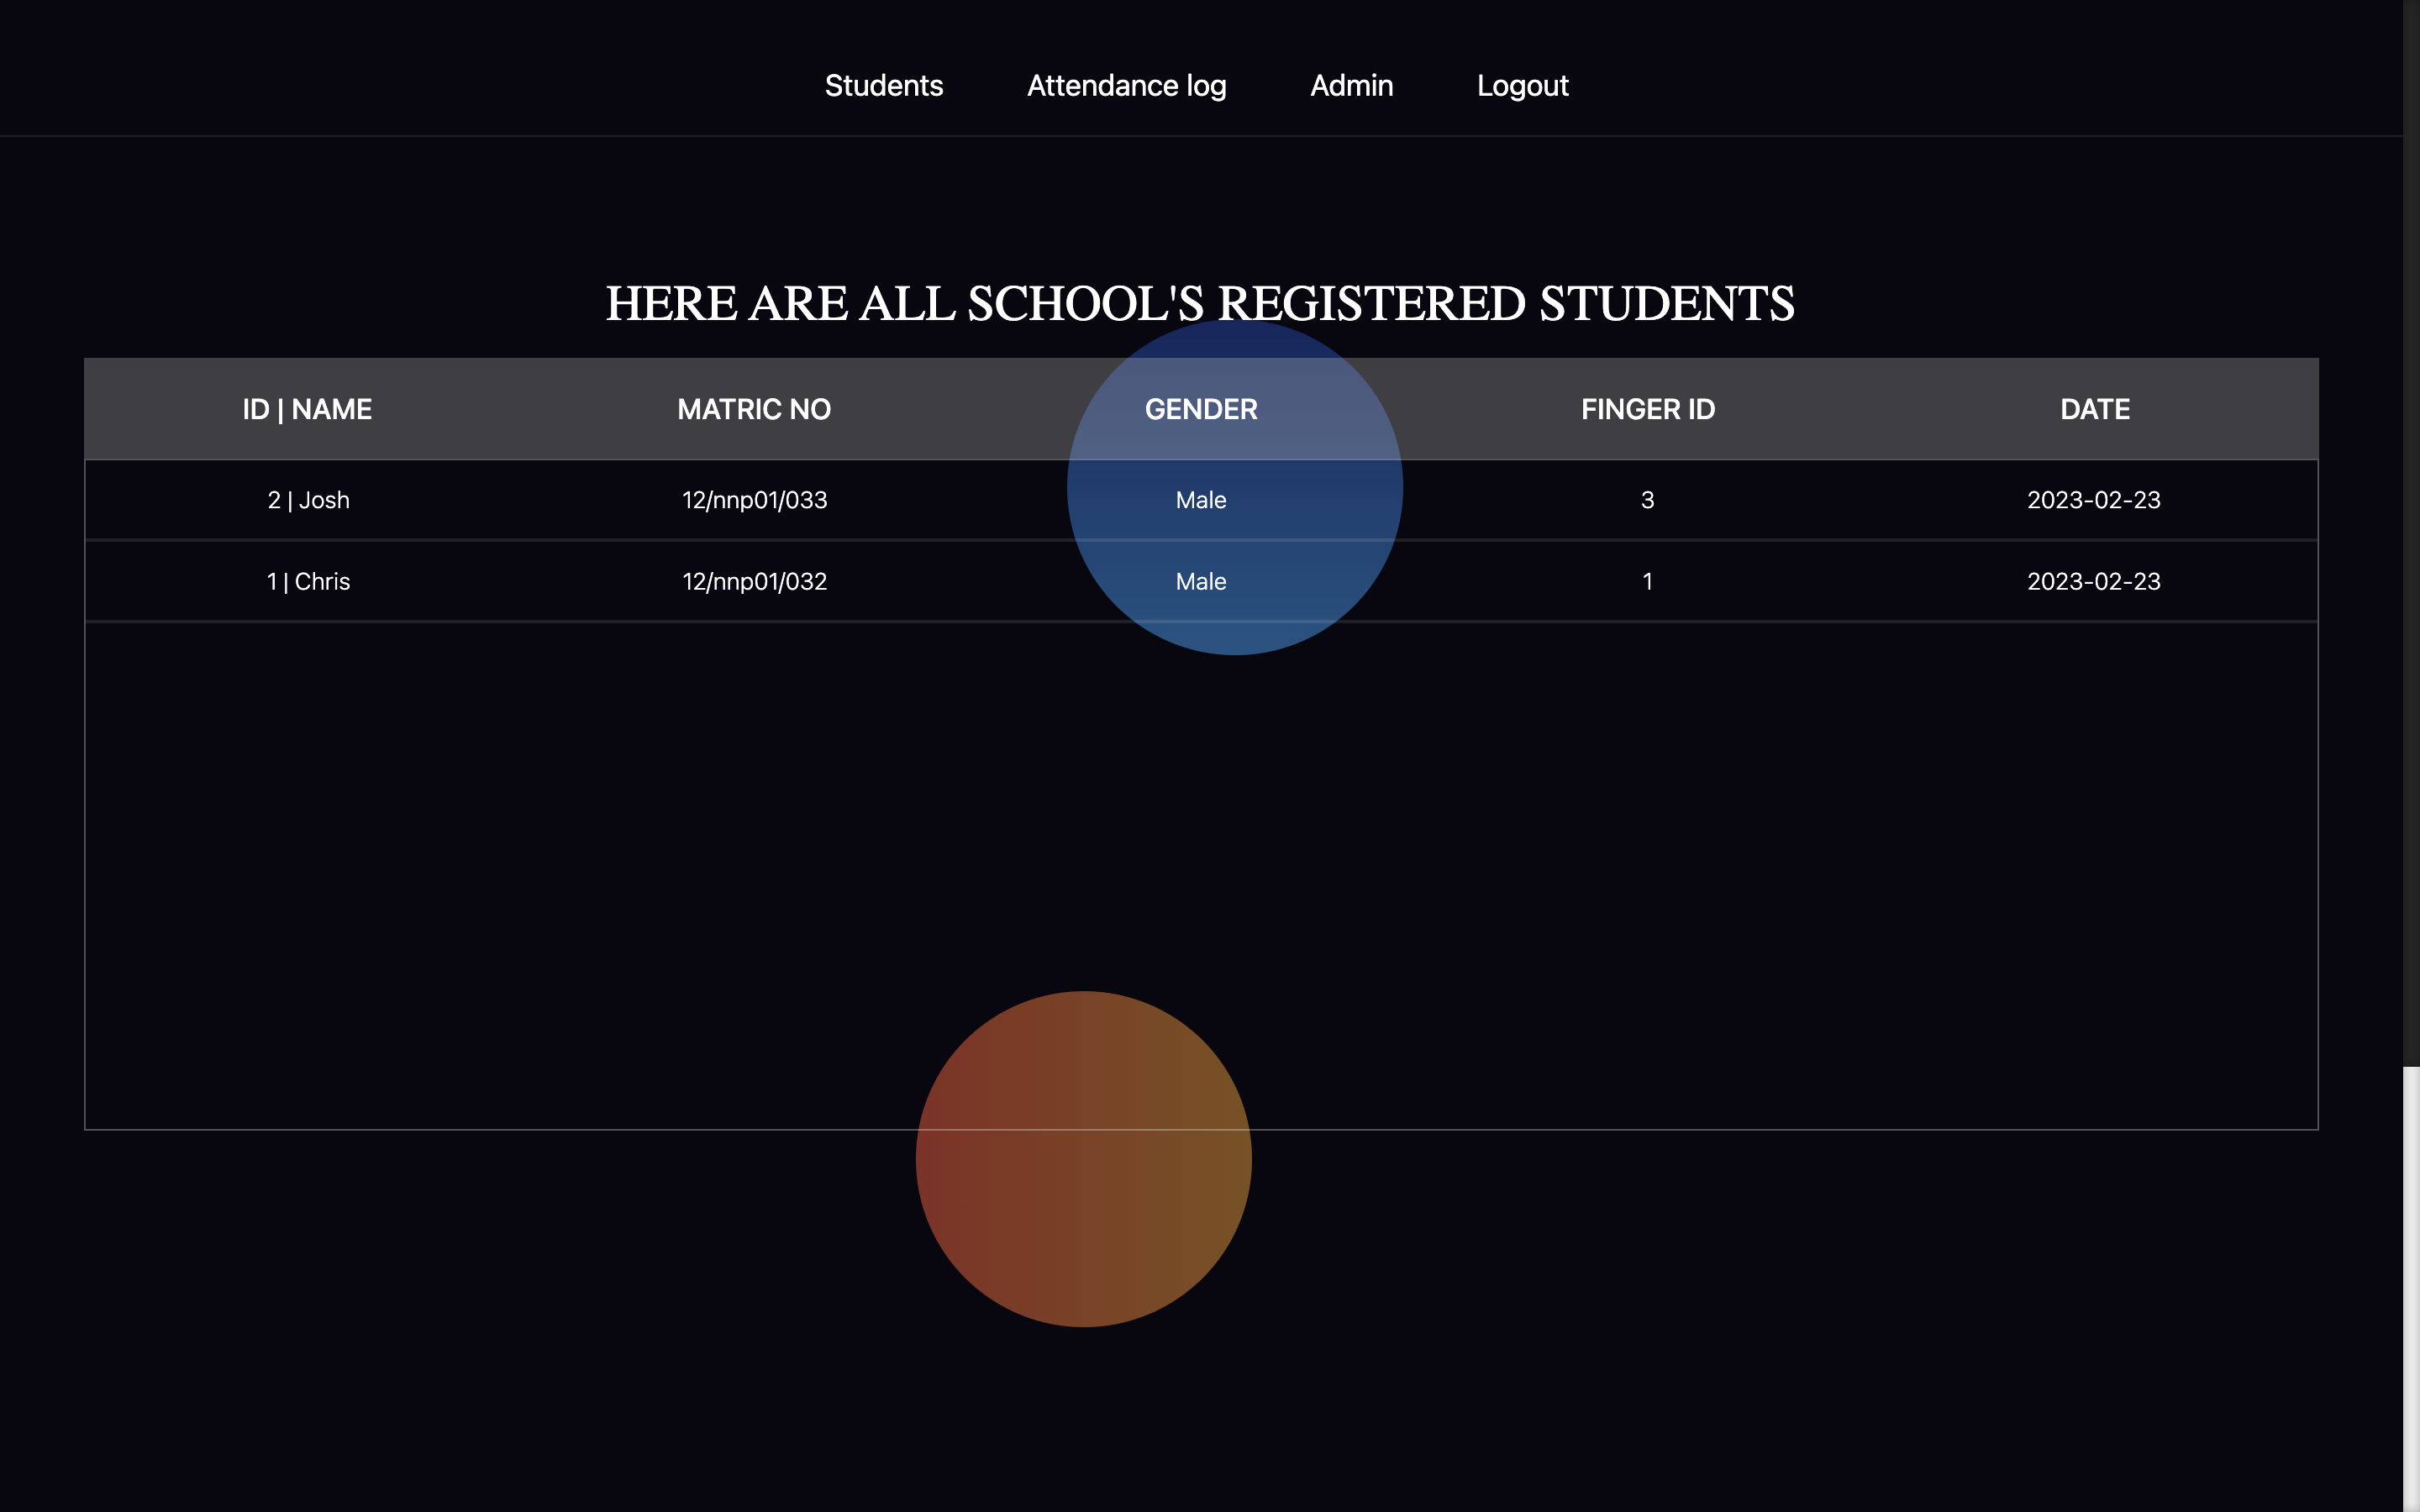 Students Attendance log Admin Logout
HERE ARE ALL SCHOOL'S REGISTERED STUDENTS
ID | NAME MATRIC NO GENDER FINGER ID DATE
2 | Josh 12/nnp01/033 Male 3 2023-02-23
1 | Chris 12/nnp01/032 Male 1 2023-02-23